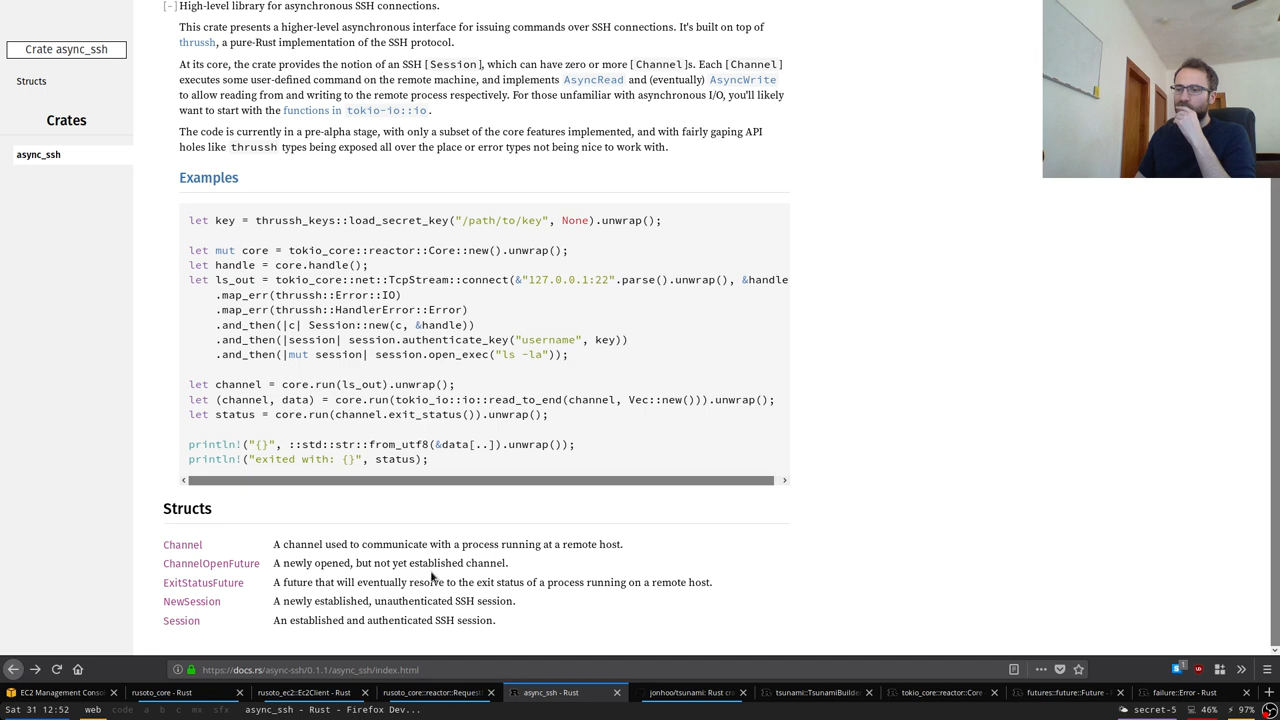 [-] High-level library for asynchronous SSH connections.
This crate presents a higher-level asynchronous interface for issuing commands over SSH connections. It's built on top of
thrussh, a pure-Rust implementation of the SSH protocol.
At its core, the crate provides the notion of an SSH [Session], which can have zero or more [Channel]s. Each [Channel]
executes some user-defined command on the remote machine, and implements AsyncRead and (eventually) AsyncWrite
to allow reading from and writing to the remote process respectively. For those unfamiliar with asynchronous I/O, you'll likely
want to start with the functions in tokio-io::io.
The code is currently in a pre-alpha stage, with only a subset of the core features implemented, and with fairly gaping API
holes like thrussh types being exposed all over the place or error types not being nice to work with.
Crate async_ssh
Structs
Crates
async_ssh
Examples
let key = thrussh_keys::load_secret_key("/path/to/key", None).unwrap();
let mut core = tokio_core::reactor::Core::new().unwrap();
let handle = core.handle();
let ls_out = tokio_core::net::TcpStream::connect(&"127.0.0.1:22".parse().unwrap(), &handle
.map_err(thrussh::Error::IO)
.map_err(thrussh::HandlerError::Error)
.and_then(|c| Session::new(c, &handle))
.and_then(|session| session.authenticate_key("username", key))
.and_then(|mut session| session.open_exec("ls -la"));
let channel = core.run(ls_out).unwrap();
let (channel, data) = core.run(tokio_io::io::read_to_end(channel, Vec::new())).unwrap();
let status = core.run(channel.exit_status()).unwrap();
println!("{}", ::std::str::from_utf8(&data[..]).unwrap());
println!("exited with: {}", status);
Structs
Channel A channel used to communicate with a process running at a remote host.
ChannelOpenFuture A newly opened, but not yet established channel.
ExitStatusFuture A future that will eventually resolve to the exit status of a process running on a remote host.
NewSession A newly established, unauthenticated SSH session.
Session An established and authenticated SSH session.
https://docs.rs/async-ssh/0.1.1/async_ssh/index.html
EC2 Management Conso rusoto_core - Rust rusoto_ec2::Ec2Client - Rust rusoto_core::reactor::Request async_ssh - Rust jonhoo/tsunami: Rust cr tsunami::TsunamiBuilde tokio_core::reactor::Core futures::future::Future - failure::Error - Rust
Sat 31 12:52 web code a b c mx sfx async_ssh - Rust - Firefox Dev... secret-5 46% 97%